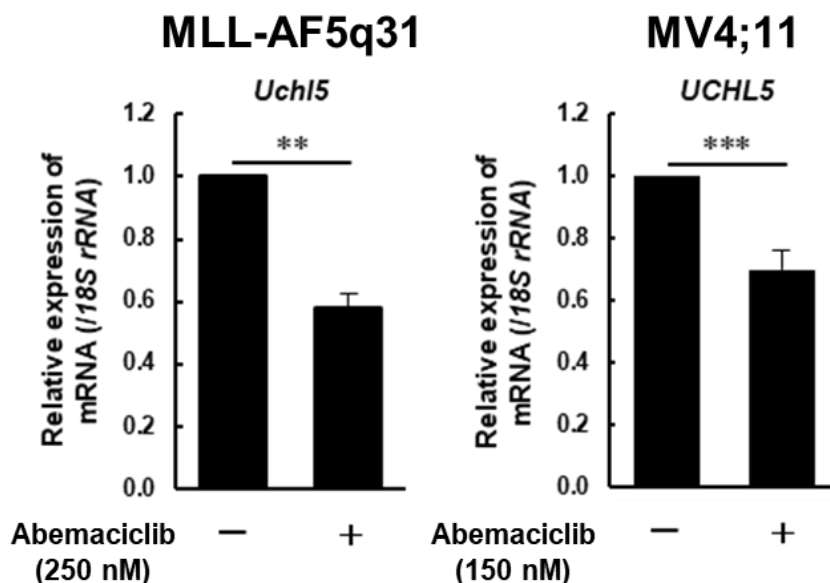 MLL-AF5q31
Uchl5
Relative expression of
mRNA (/18S rRNA)
1.2
1.0
0.8
0.6
0.4
0.2
0.0
**
Abemaciclib
(250 nM)
− +
MV4;11
UCHL5
Relative expression of
mRNA (/18S rRNA)
1.2
1.0
0.8
0.6
0.4
0.2
0.0
***
Abemaciclib
(150 nM)
− +